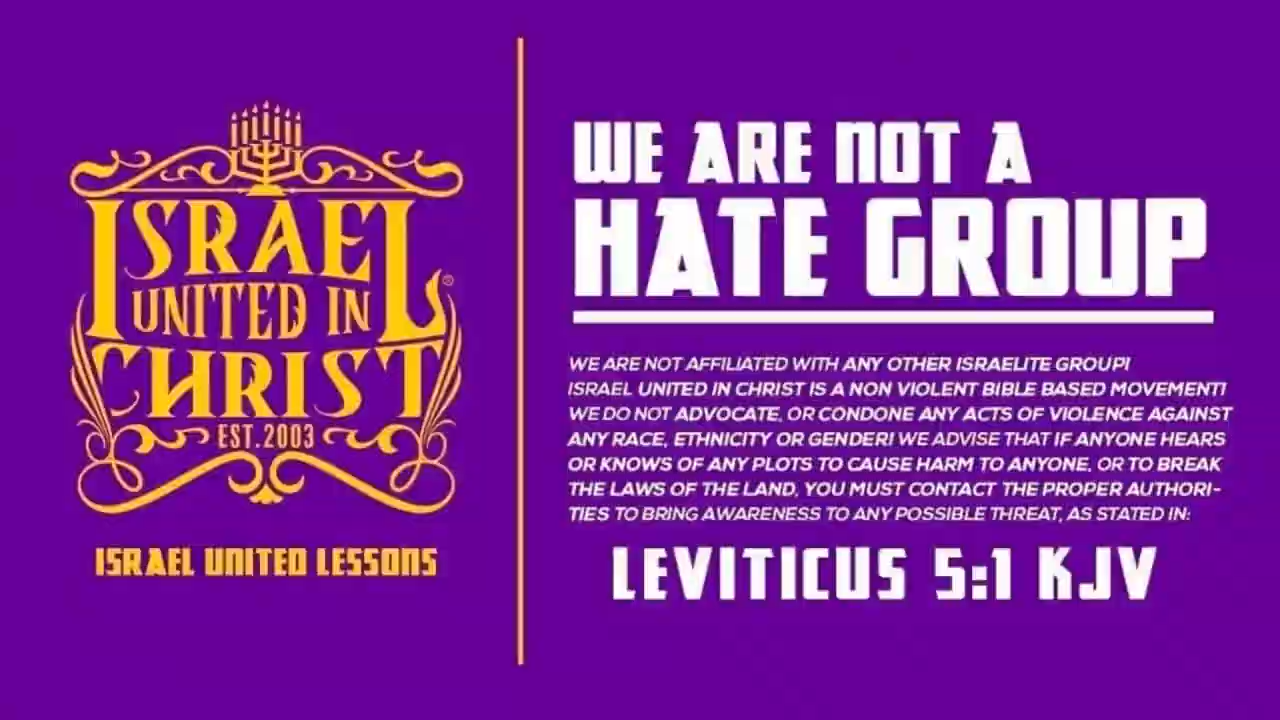 ISRAEL
UNITED IN
CHRIST®
EST. 2003
ISRAEL UNITED LESSONS
WE ARE NOT A
HATE GROUP
WE ARE NOT AFFILIATED WITH ANY OTHER ISRAELITE GROUP!
ISRAEL UNITED IN CHRIST IS A NON VIOLENT BIBLE BASED MOVEMENT!
WE DO NOT ADVOCATE, OR CONDONE ANY ACTS OF VIOLENCE AGAINST
ANY RACE, ETHNICITY OR GENDER! WE ADVISE THAT IF ANYONE HEARS
OR KNOWS OF ANY PLOTS TO CAUSE HARM TO ANYONE, OR TO BREAK
THE LAWS OF THE LAND, YOU MUST CONTACT THE PROPER AUTHORI-
TIES TO BRING AWARENESS TO ANY POSSIBLE THREAT, AS STATED IN:
LEVITICUS 5:1 KJV